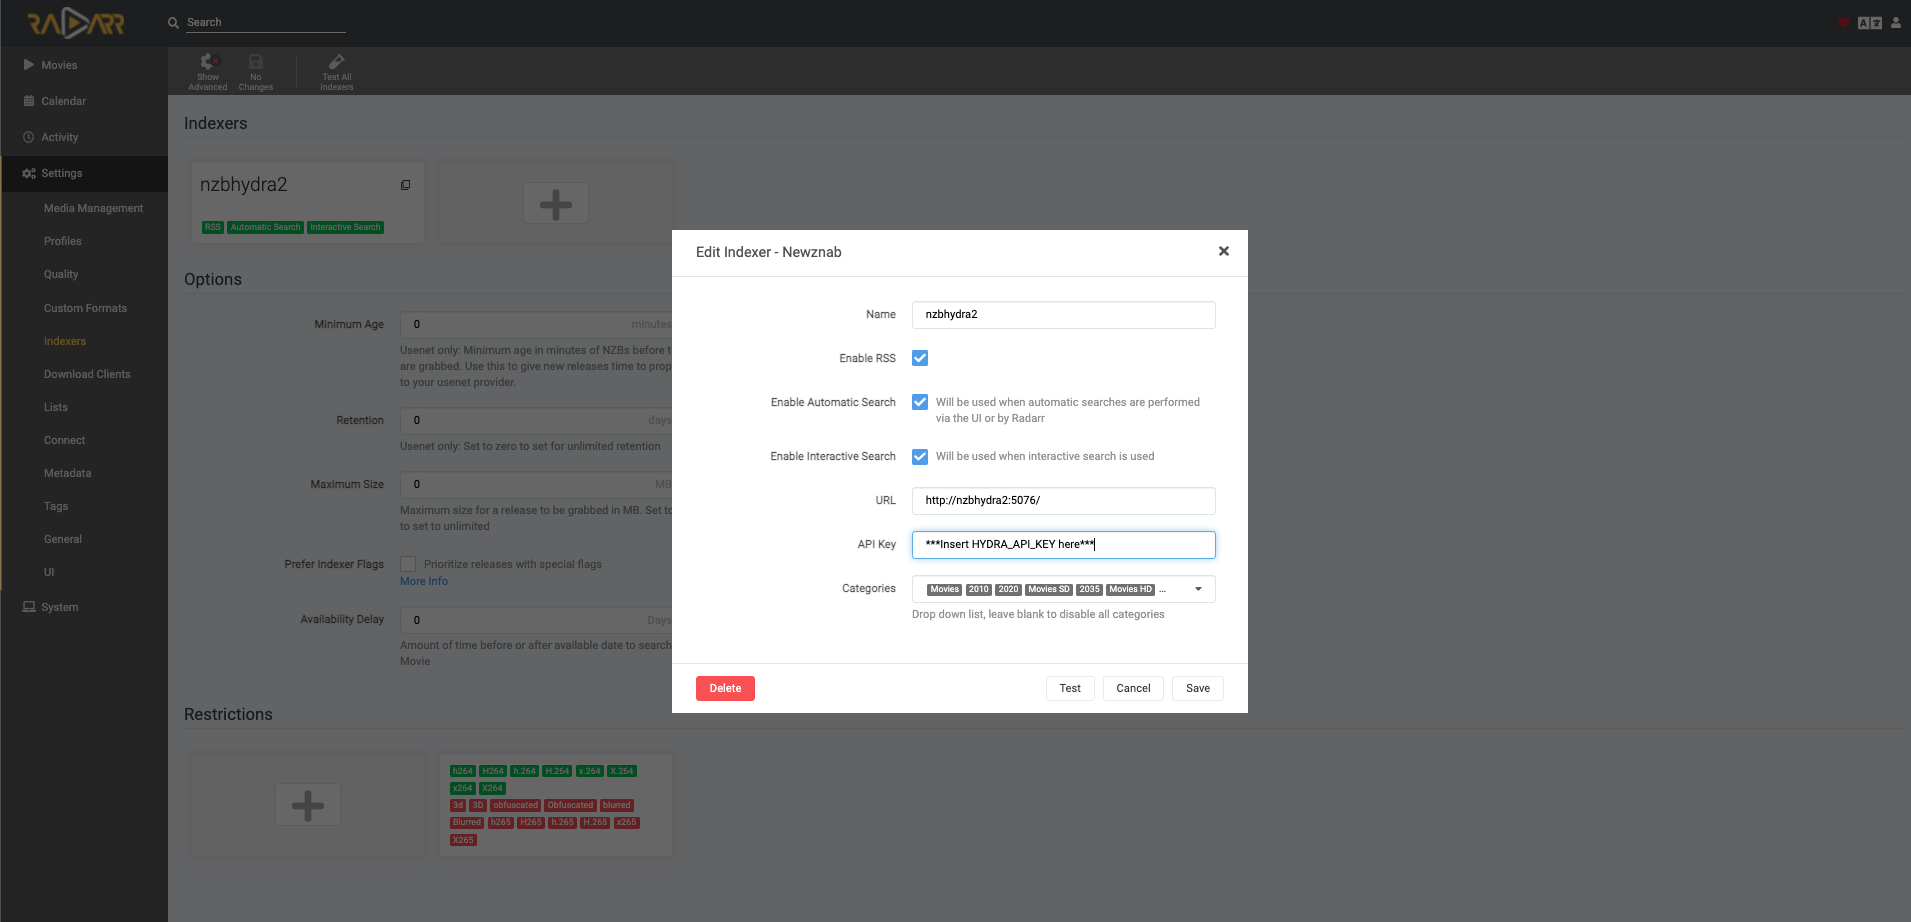 RADARR
Search
Movies
Calendar
Activity
Settings
Media Management
Profiles
Quality
Custom Formats
Indexers
Download Clients
Lists
Connect
Metadata
Tags
General
UI
System
Show
Advanced
No
Changes
Test All
Indexers
Indexers
nzbhydra2
RSS Automatic Search Interactive Search
Options
Minimum Age 0 minutes
Usenet only: Minimum age in minutes of NZBs before t
are grabbed. Use this to give new releases time to prop
to your usenet provider.
Retention 0 days
Usenet only: Set to zero to set for unlimited retention
Maximum Size 0 MB
Maximum size for a release to be grabbed in MB. Set to
to set to unlimited
Prefer Indexer Flags Prioritize releases with special flags
More Info
Availability Delay 0 Days
Amount of time before or after available date to search
Movie
Restrictions
h264 H264 h.264 H.264 x.264 X.264
x264 X264
3d 3D obfuscated Obfuscated blurred
Blurred h265 H265 h.265 H.265 x265
X265
Edit Indexer - Newznab
Name nzbhydra2
Enable RSS
Enable Automatic Search Will be used when automatic searches are performed
via the UI or by Radarr
Enable Interactive Search Will be used when interactive search is used
URL http://nzbhydra2:5076/
API Key ***Insert HYDRA_API_KEY here***
Categories Movies 2010 2020 Movies SD 2035 Movies HD ...
Drop down list, leave blank to disable all categories
Delete Test Cancel Save